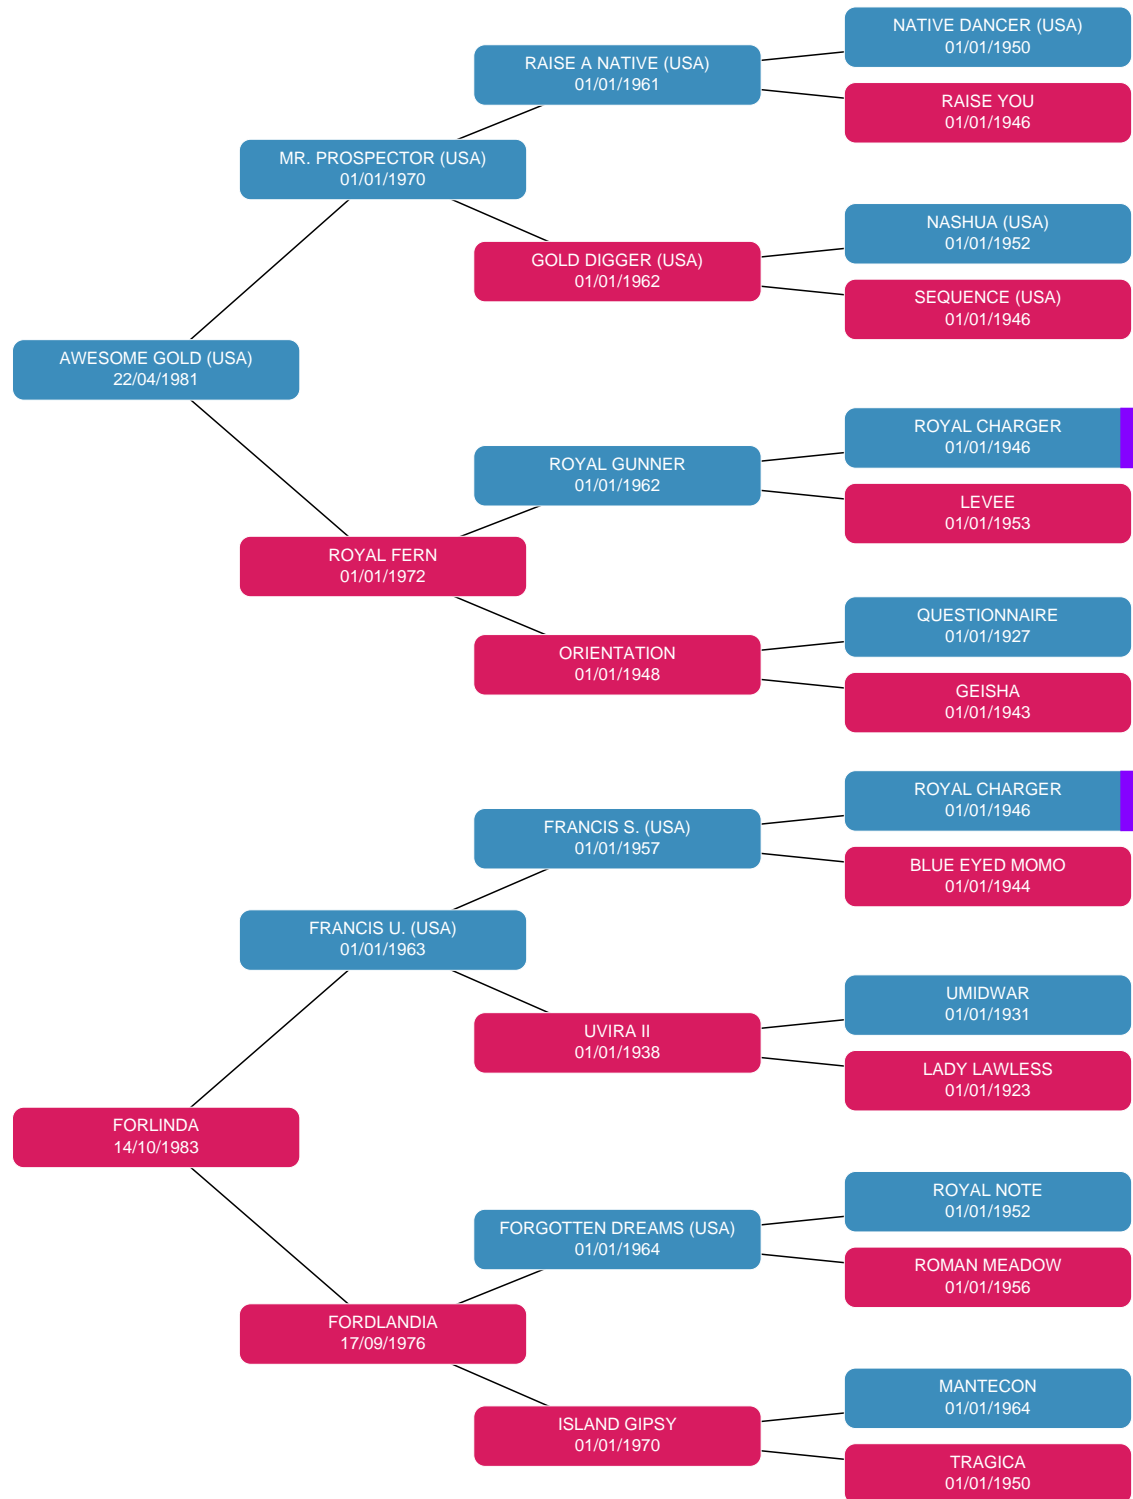 NATIVE DANCER (USA)
01/01/1950
RAISE A NATIVE (USA)
01/01/1961
RAISE YOU
01/01/1946
MR. PROSPECTOR (USA)
01/01/1970
NASHUA (USA)
01/01/1952
GOLD DIGGER (USA)
01/01/1962
SEQUENCE (USA)
01/01/1946
AWESOME GOLD (USA)
22/04/1981
ROYAL CHARGER
01/01/1946
ROYAL GUNNER
01/01/1962
LEVEE
01/01/1953
ROYAL FERN
01/01/1972
QUESTIONNAIRE
01/01/1927
ORIENTATION
01/01/1948
GEISHA
01/01/1943
ROYAL CHARGER
01/01/1946
FRANCIS S. (USA)
01/01/1957
BLUE EYED MOMO
01/01/1944
FRANCIS U. (USA)
01/01/1963
UMIDWAR
01/01/1931
UVIRA II
01/01/1938
LADY LAWLESS
01/01/1923
FORLINDA
14/10/1983
ROYAL NOTE
01/01/1952
FORGOTTEN DREAMS (USA)
01/01/1964
ROMAN MEADOW
01/01/1956
FORDLANDIA
17/09/1976
MANTECON
01/01/1964
ISLAND GIPSY
01/01/1970
TRAGICA
01/01/1950